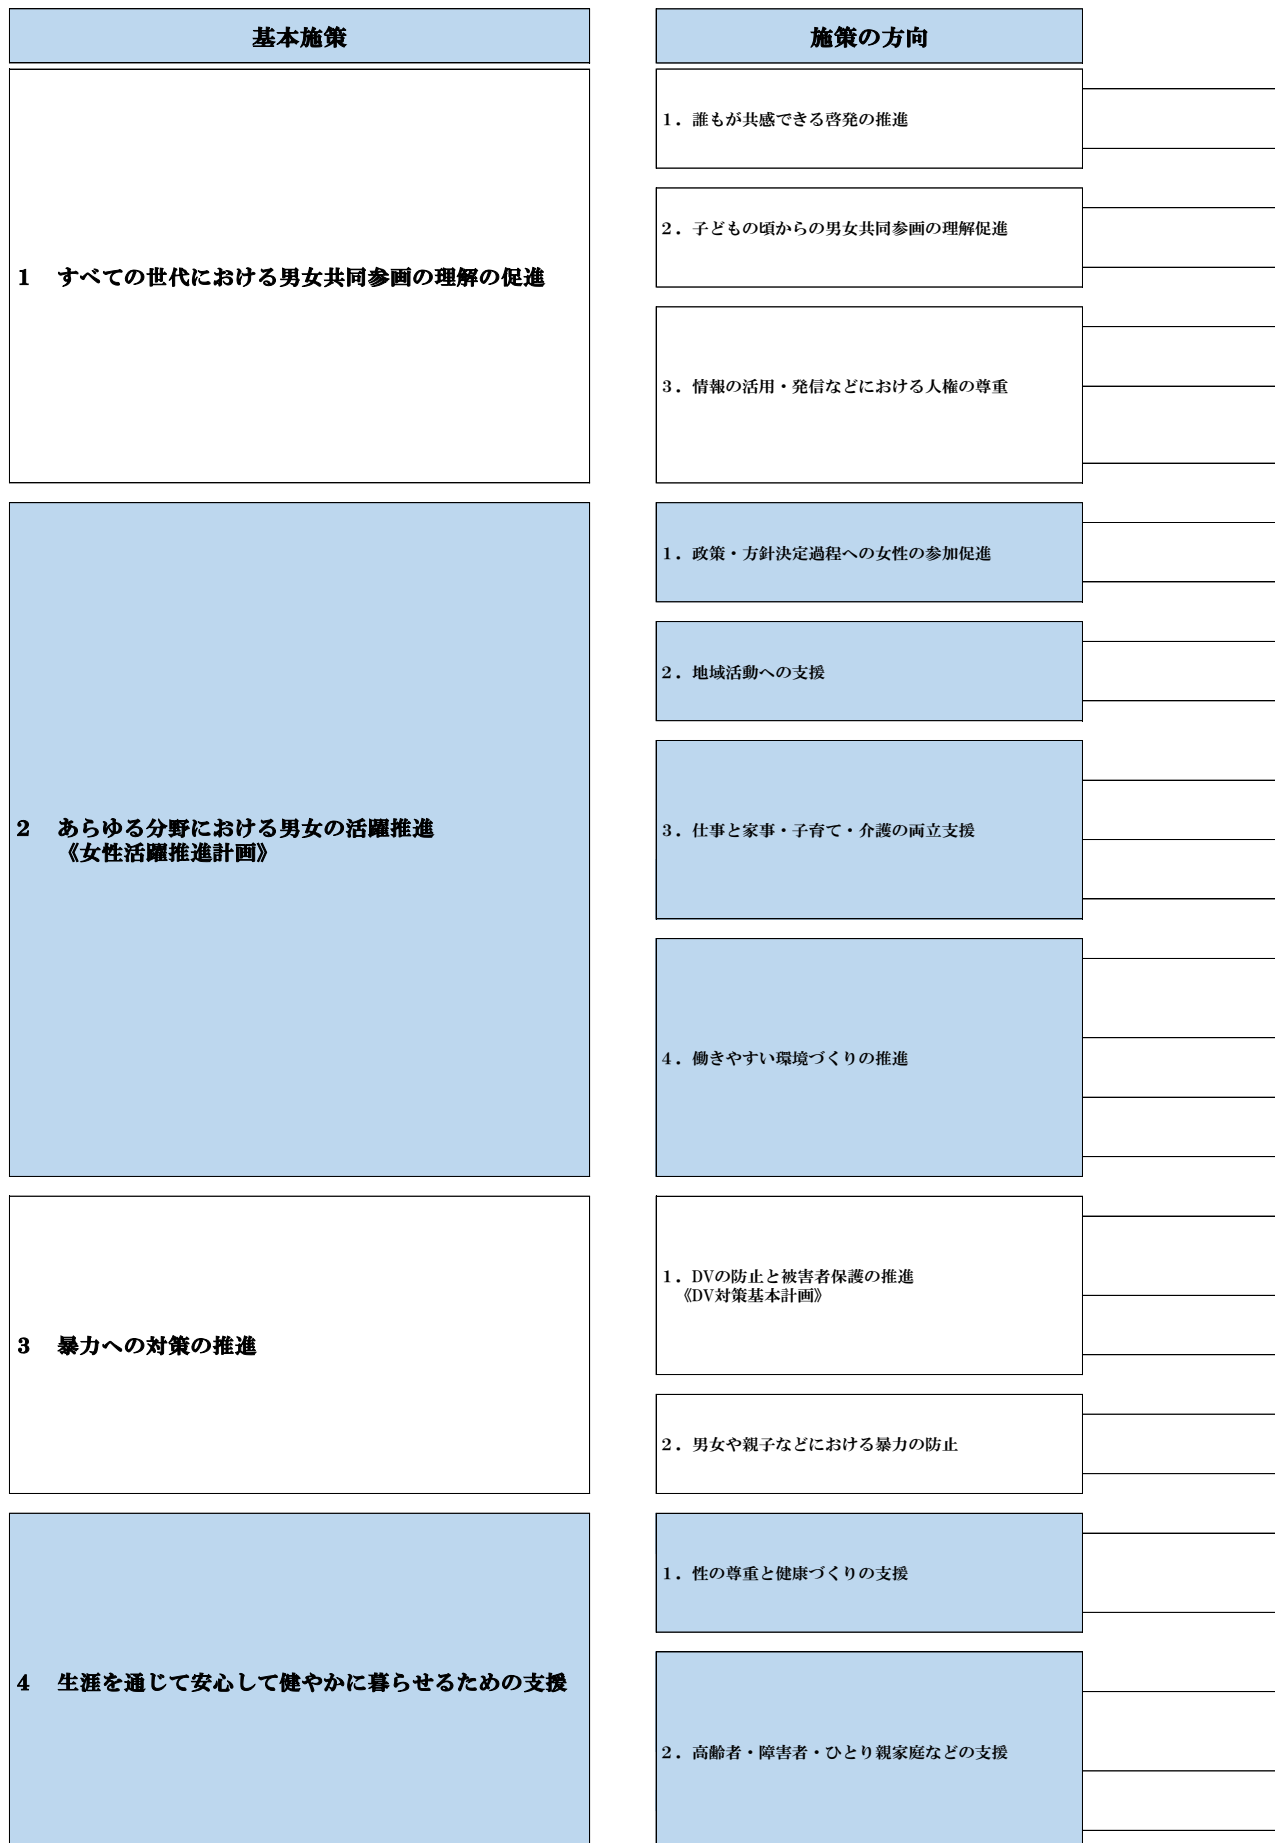 基本施策
施策の方向
1 すべての世代における男女共同参画の理解の促進
1．誰もが共感できる啓発の推進
2．子どもの頃からの男女共同参画の理解促進
3．情報の活用・発信などにおける人権の尊重
2 あらゆる分野における男女の活躍推進
《女性活躍推進計画》
1．政策・方針決定過程への女性の参加促進
2．地域活動への支援
3．仕事と家事・子育て・介護の両立支援
4．働きやすい環境づくりの推進
3 暴力への対策の推進
1．DVの防止と被害者保護の推進
《DV対策基本計画》
2．男女や親子などにおける暴力の防止
4 生涯を通じて安心して健やかに暮らせるための支援
1．性の尊重と健康づくりの支援
2．高齢者・障害者・ひとり親家庭などの支援